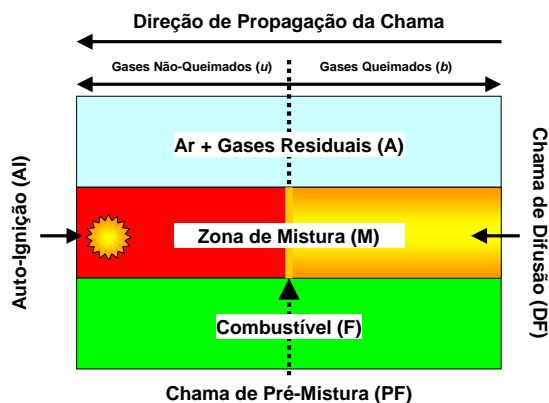 Direção de Propagação da Chama
Gases Não-Queimados (u)
Gases Queimados (b)
Ar + Gases Residuais (A)
Auto-Ignição (AI)
Zona de Mistura (M)
Chama de
Difusão (DF)
Combustível (F)
Chama de Pré-Mistura (PF)